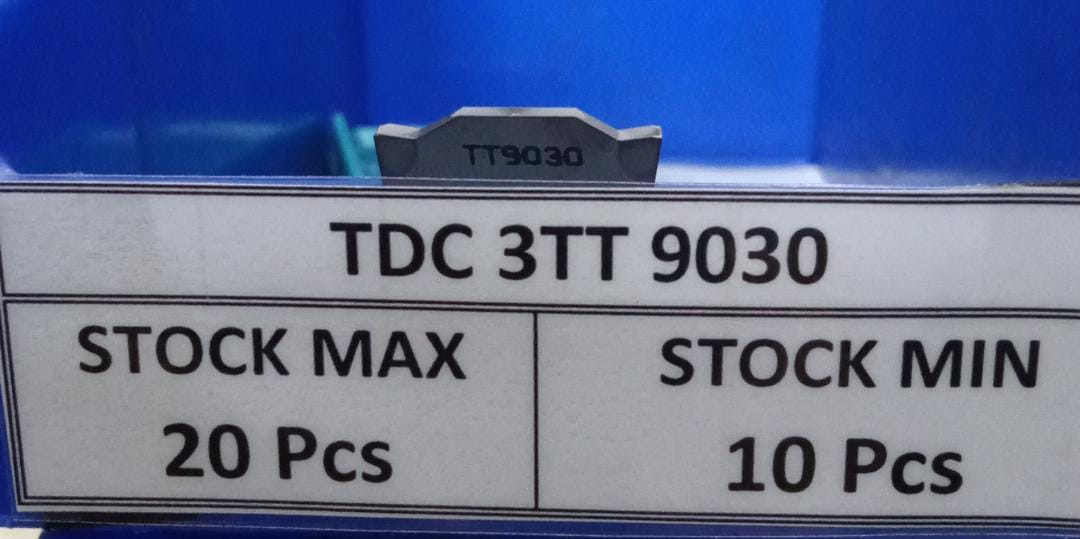 TT9030
TDC 3TT 9030
STOCK MAX
STOCK MIN
20 Pcs
10 Pcs